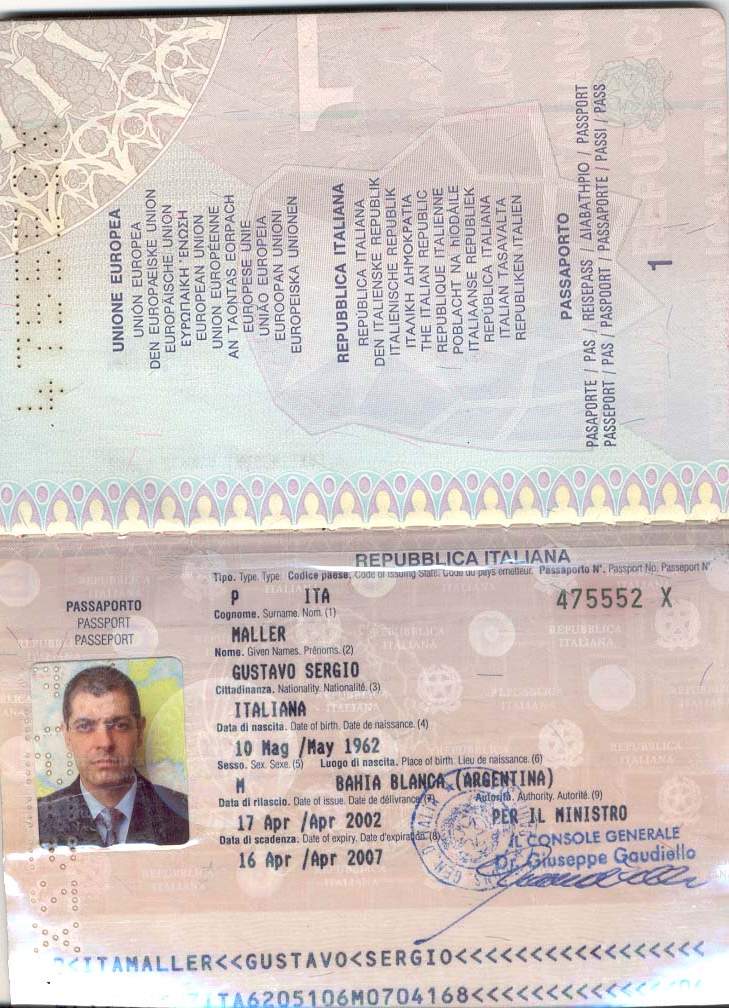 UNIONE EUROPEA
UNIÓN EUROPEA
DEN EUROPAEISKE UNION
EUROPÄISCHE UNION
ΕΥΡΩΠΑΙΚΗ ΈΝΩΣΗ
EUROPEAN UNION
UNION EUROPÉENNE
AN TAONTAS EORPACH
EUROPESE UNIE
UNIÃO EUROPEIA
EUROOPAN UNIONI
EUROPEISKA UNIONEN
REPUBBLICA ITALIANA
REPÚBLICA ITALIANA
DEN ITALIENSKE REPUBLIK
ITALIENISCHE REPUBLIK
ΙΤΑΛΙΚΗ ΔΗΜΟΚΡΑΤΙΑ
THE ITALIAN REPUBLIC
REPUBLIQUE ITALIENNE
POBLACHT NA hIODÁILE
ITALIAANSE REPUBLIEK
REPÚBLICA ITALIANA
ITALIAN TASAVALTA
REPUBLIKEN ITALIEN
PASSAPORTO
PASAPORTE / PAS / REISEPASS / ΔΙΑΒΑΤΗΡΙΟ / PASSPORT
PASSEPORT / PAS / PASPOORT / PASSAPORTE / PASSI / PASS
1
REPUBBLICA ITALIANA
Tipo. Type. Type. Codice paese. Code of issuing State. Code du pays émetteur. Passaporto N°. Passport No. Passeport N°.
P ITA 475552 X
PASSAPORTO
PASSPORT
PASSEPORT
Cognome. Surname. Nom. (1)
MALLER
Nome. Given Names. Prénoms. (2)
GUSTAVO SERGIO
Cittadinanza. Nationality. Nationalité. (3)
ITALIANA
Data di nascita. Date of birth. Date de naissance. (4)
10 Mag /May 1962
Sesso. Sex. Sexe. (5) Luogo di nascita. Place of birth. Lieu de naissance. (6)
M BAHIA BLANCA (ARGENTINA)
Data di rilascio. Date of issue. Date de délivrance. (7) Autorità. Authority. Autorité. (9)
17 Apr /Apr 2002 PER IL MINISTRO
Data di scadenza. Date of expiry. Date d'expiration. (8)
16 Apr /Apr 2007
IL CONSOLE GENERALE
Dr. Giuseppe Gaudiello
P<ITAMALLER<<GUSTAVO<SERGIO<<<<<<<<<<<<<<<<<
ITA6205106M0704168<<<<<<<<<<<<